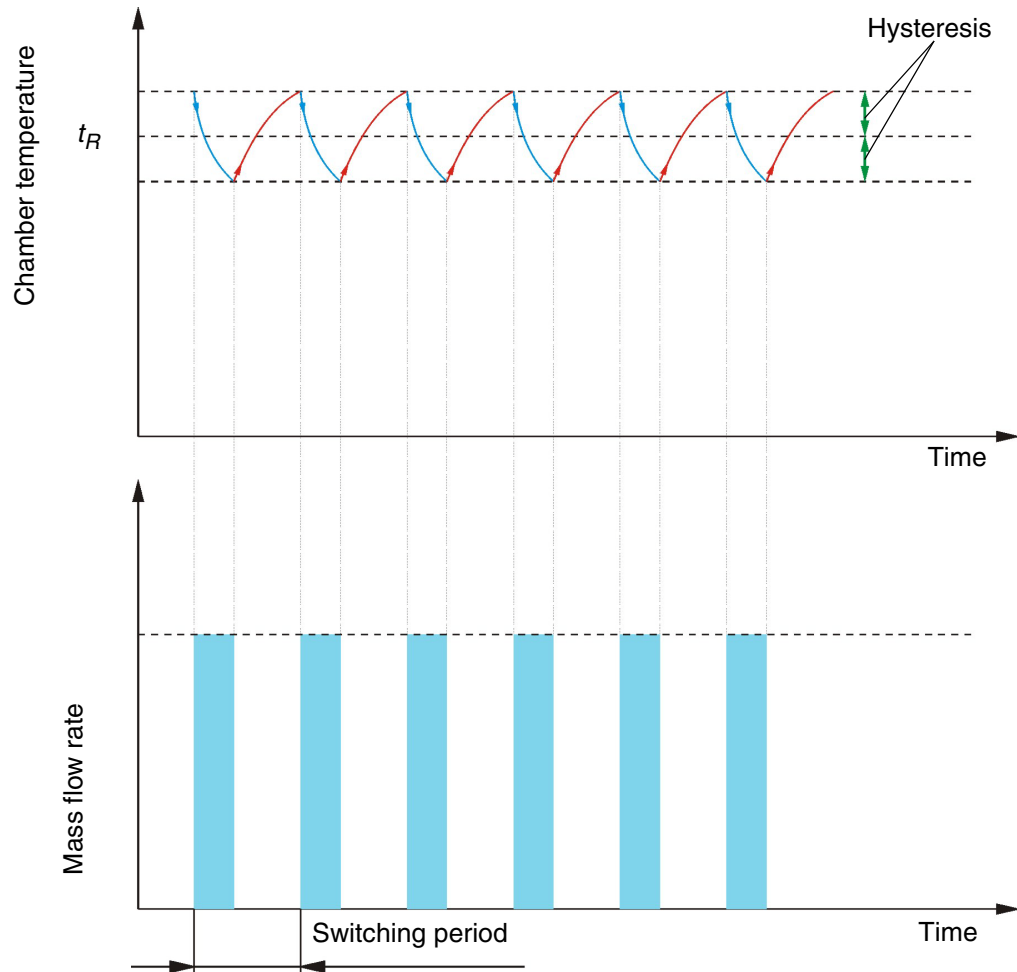 Hysteresis
Chamber temperature
t_R
Time
Mass flow rate
Switching period
Time